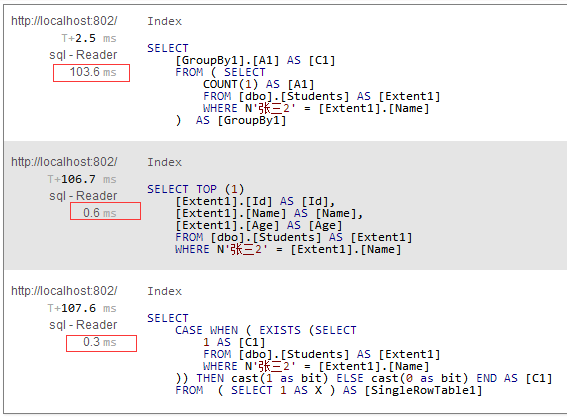 http://localhost:802/ Index
T+2.5 ms
sql - Reader SELECT
103.6 ms [GroupBy1].[A1] AS [C1]
FROM ( SELECT
COUNT(1) AS [A1]
FROM [dbo].[Students] AS [Extent1]
WHERE N'张三2' = [Extent1].[Name]
) AS [GroupBy1]
http://localhost:802/ Index
T+106.7 ms
sql - Reader SELECT TOP (1)
0.6 ms [Extent1].[Id] AS [Id],
[Extent1].[Name] AS [Name],
[Extent1].[Age] AS [Age]
FROM [dbo].[Students] AS [Extent1]
WHERE N'张三2' = [Extent1].[Name]
http://localhost:802/ Index
T+107.6 ms
sql - Reader SELECT
0.3 ms CASE WHEN ( EXISTS (SELECT
1 AS [C1]
FROM [dbo].[Students] AS [Extent1]
WHERE N'张三2' = [Extent1].[Name]
)) THEN cast(1 as bit) ELSE cast(0 as bit) END AS [C1]
FROM ( SELECT 1 AS X ) AS [SingleRowTable1]